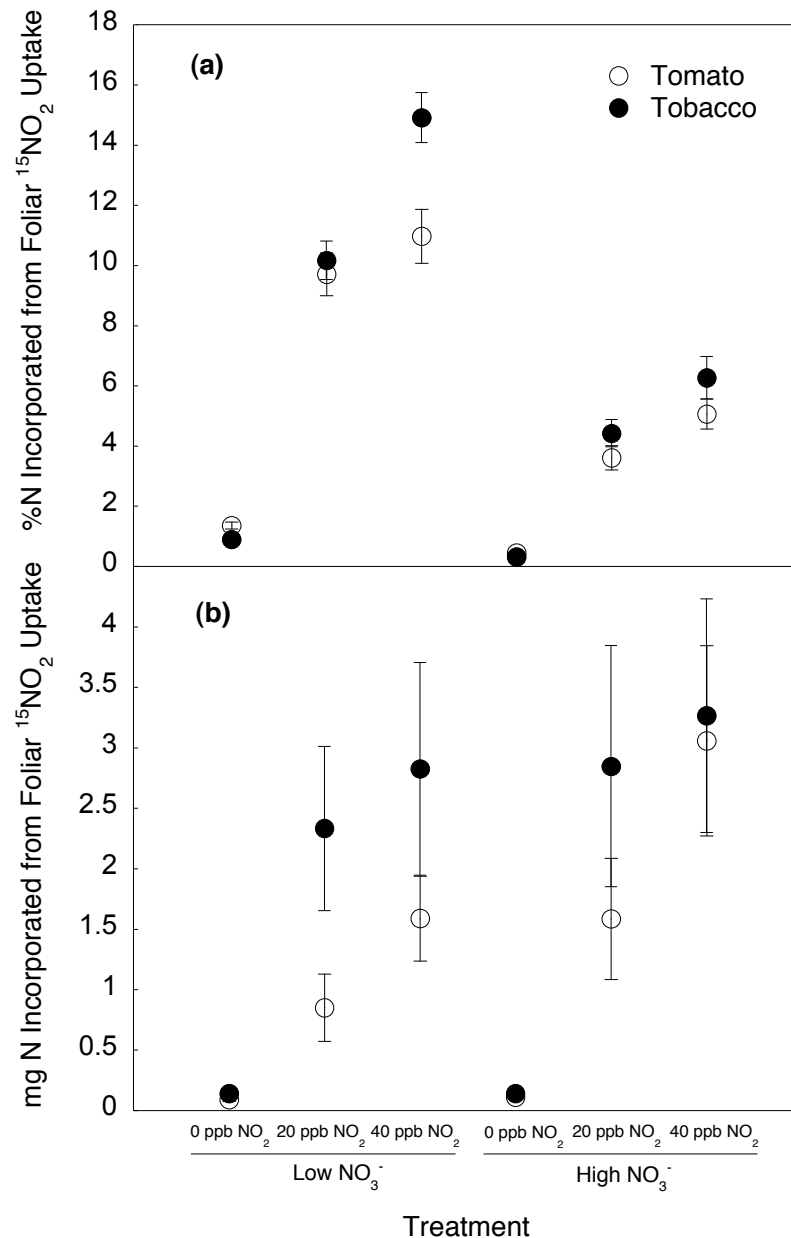 %N Incorporated from Foliar ¹⁵NO₂ Uptake
18
16
14
12
10
8
6
4
2
0
(a)
Tomato
Tobacco
mg N Incorporated from Foliar ¹⁵NO₂ Uptake
4
3.5
3
2.5
2
1.5
1
0.5
0
(b)
0 ppb NO₂ 20 ppb NO₂ 40 ppb NO₂ 0 ppb NO₂ 20 ppb NO₂ 40 ppb NO₂
Low NO₃⁻ High NO₃⁻
Treatment